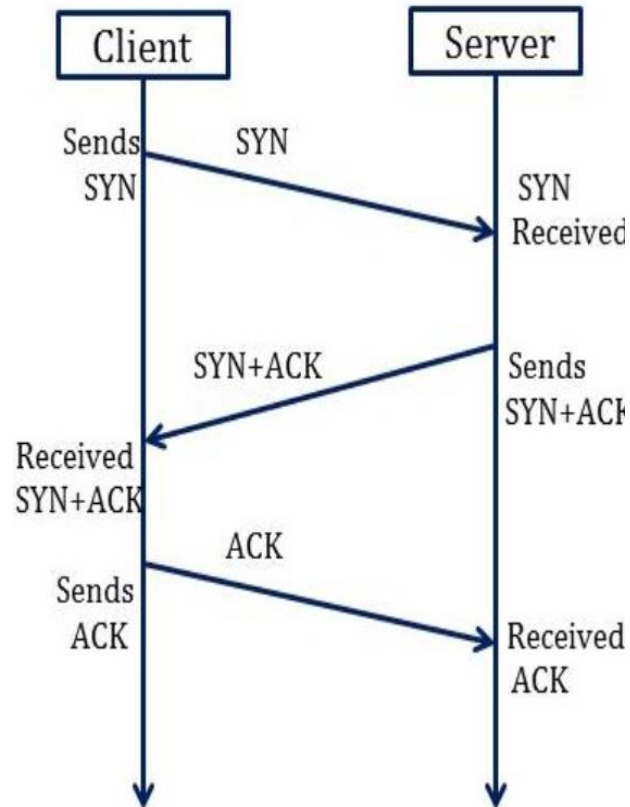 Client
Server
Sends
SYN
SYN
SYN
Received
SYN+ACK
Sends
SYN+ACK
Received
SYN+ACK
ACK
Sends
ACK
Received
ACK